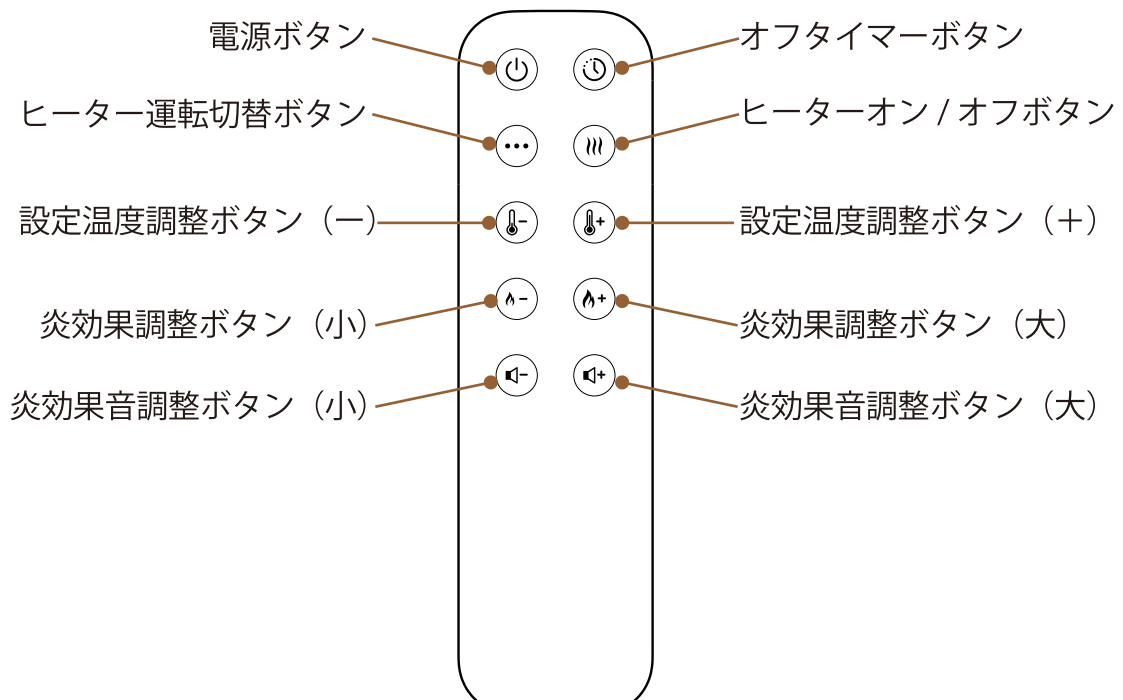 電源ボタン
オフタイマーボタン
ヒーター運転切替ボタン
ヒーターオン / オフボタン
設定温度調整ボタン（ー）
設定温度調整ボタン（＋）
炎効果調整ボタン（小）
炎効果調整ボタン（大）
炎効果音調整ボタン（小）
炎効果音調整ボタン（大）